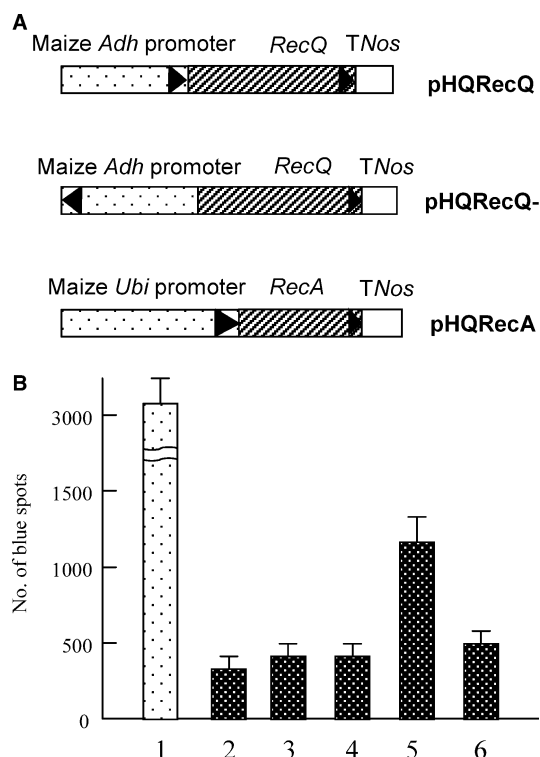 A
Maize Adh promoter RecQ TNos
pHQRecQ
Maize Adh promoter RecQ TNos
pHQRecQ-
Maize Ubi promoter RecA TNos
pHQRecA
B
No. of blue spots
3000
1500
1000
500
0
1 2 3 4 5 6